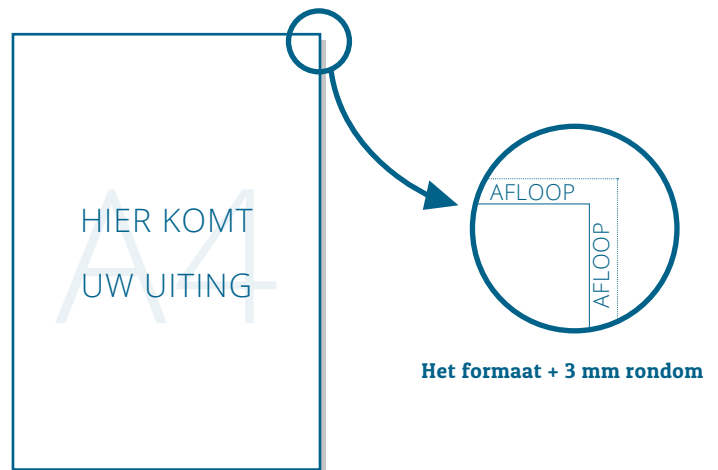 A4
HIER KOMT
UW UITING
AFLOOP
AFLOOP
Het formaat + 3 mm rondom